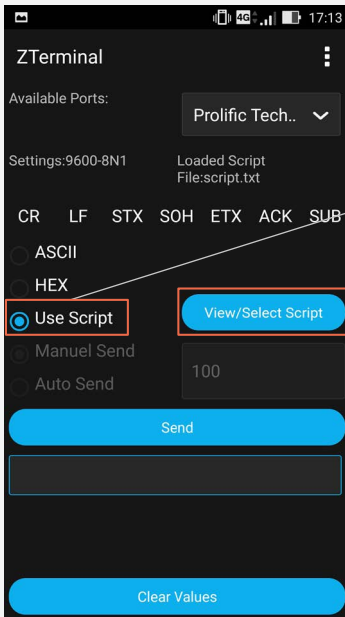 4G 17:13
ZTerminal
Available Ports:
Prolific Tech..
Settings:9600-8N1
Loaded Script
File:script.txt
CR LF STX SOH ETX ACK SUB
ASCII
HEX
Use Script
View/Select Script
Manuel Send
100
Auto Send
Send
Clear Values